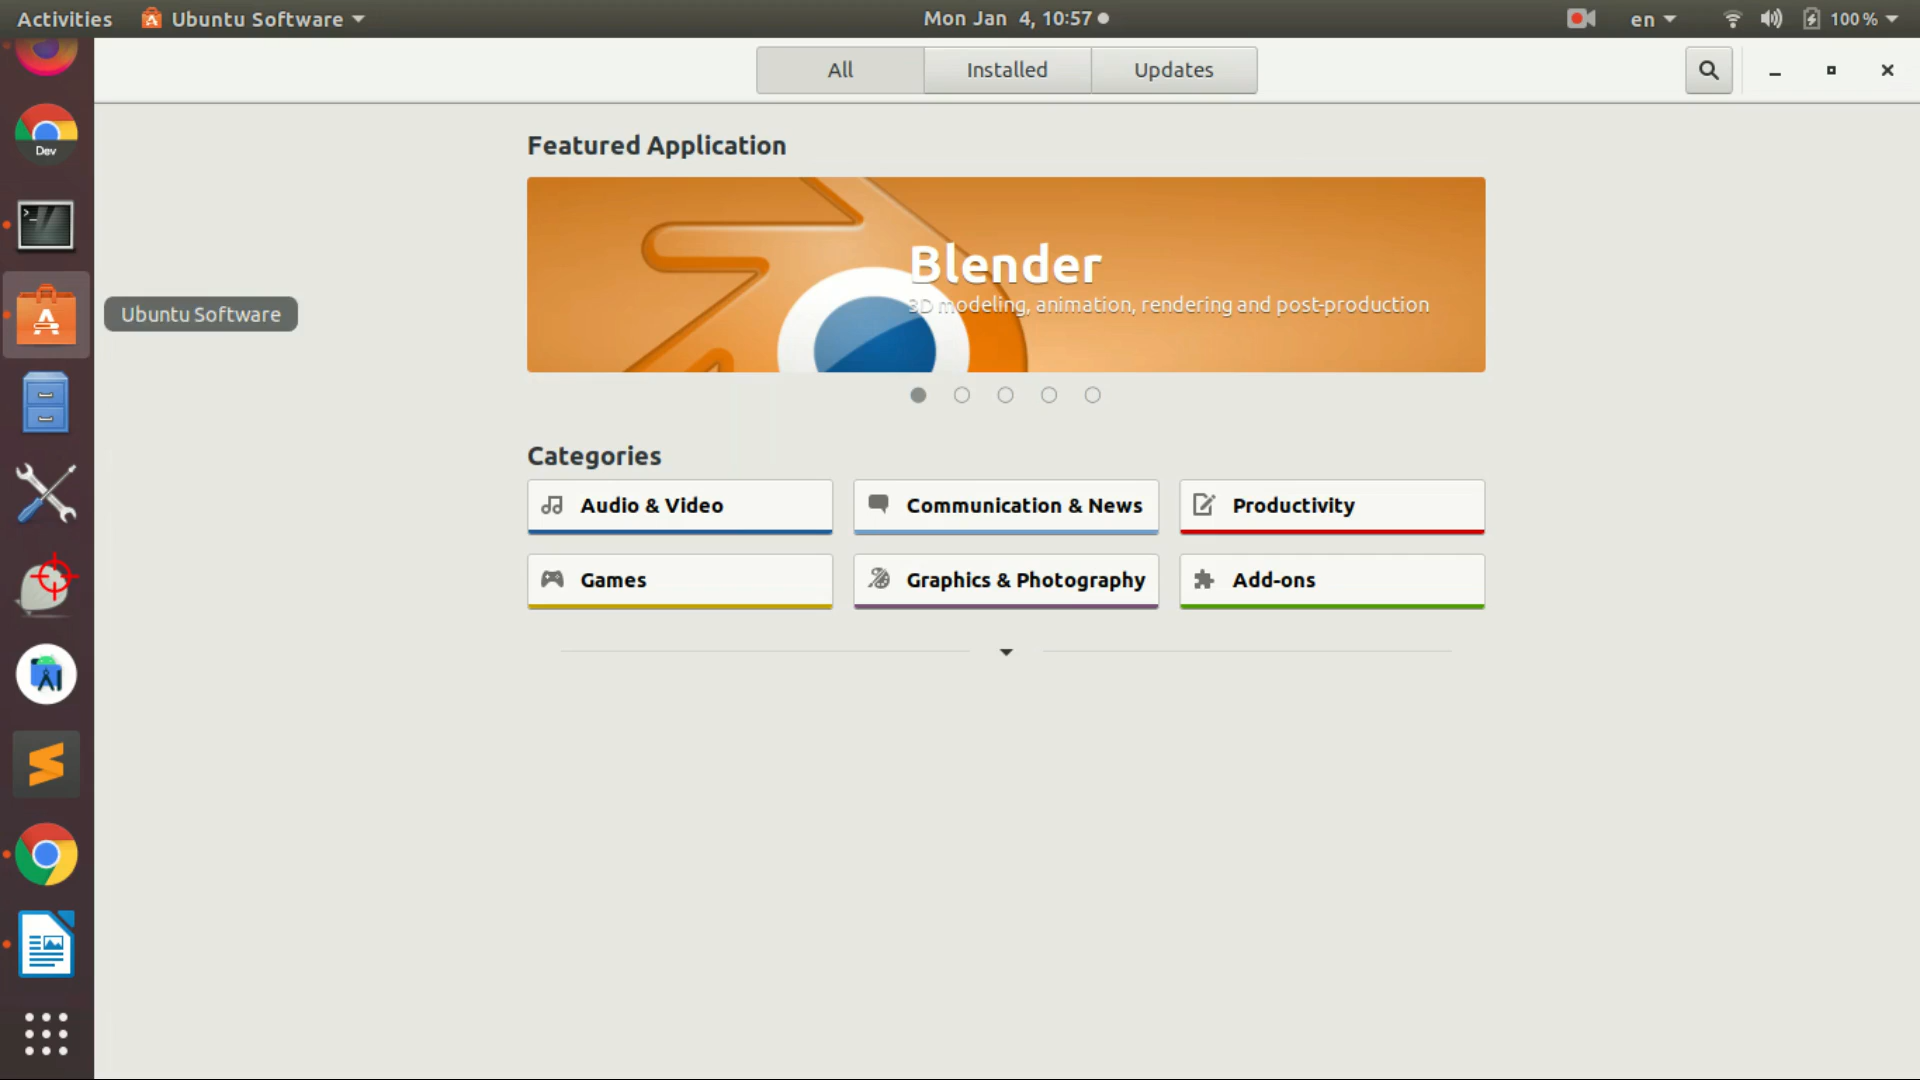 Activities
Ubuntu Software
Mon Jan 4, 10:57
en
100 %
All
Installed
Updates
Featured Application
Blender
3D modeling, animation, rendering and post-production
Dev
Ubuntu Software
Categories
Audio & Video
Communication & News
Productivity
Games
Graphics & Photography
Add-ons